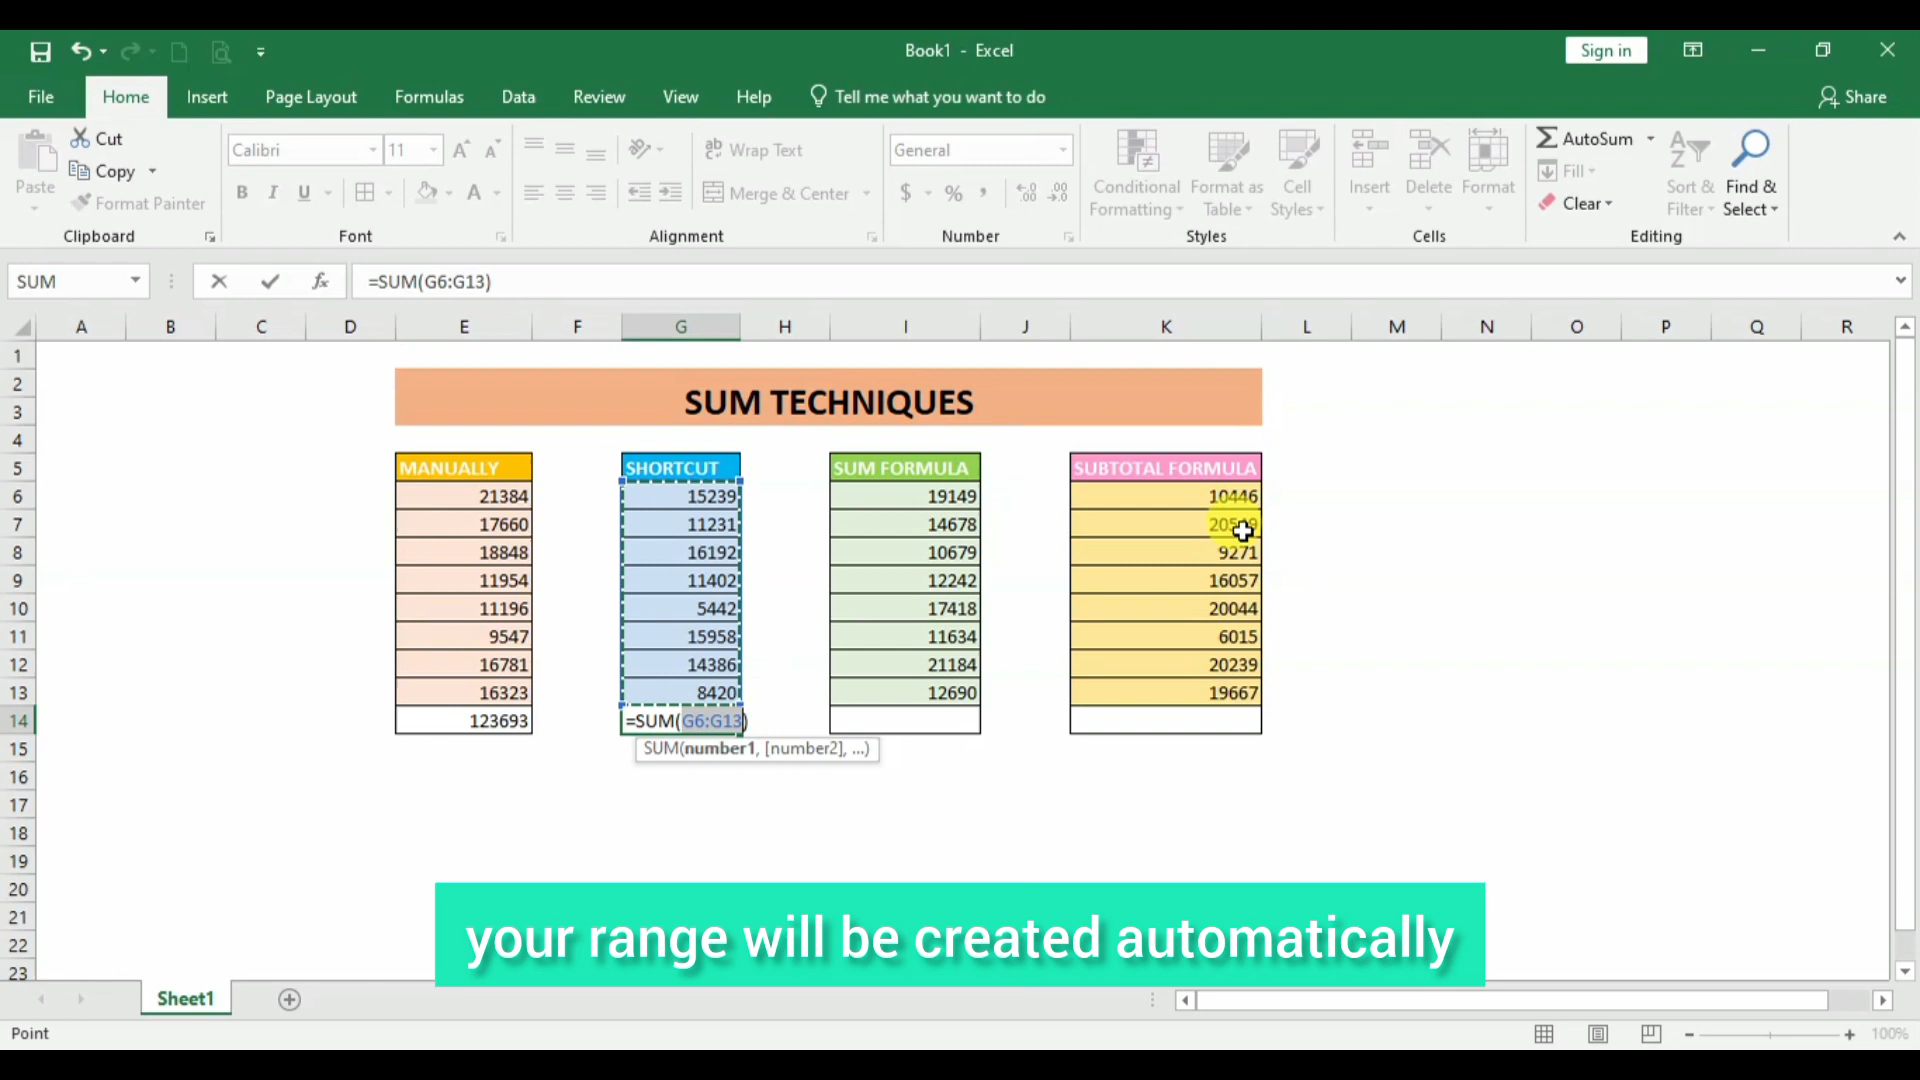 Book1 - Excel
Sign in
File Home Insert Page Layout Formulas Data Review View Help Tell me what you want to do Share
Paste
Cut
Copy
Format Painter
Clipboard
Calibri 11
B I U A
Font
Wrap Text
Merge & Center
Alignment
General
$ %
Number
Conditional Formatting
Format as Table
Cell Styles
Styles
Insert Delete Format
Cells
AutoSum
Fill
Clear
Sort & Filter
Find & Select
Editing
SUM fx =SUM(G6:G13)
A B C D E F G H I J K L M N O P Q R
1
2
3
SUM TECHNIQUES
4
5 MANUALLY SHORTCUT SUM FORMULA SUBTOTAL FORMULA
6 21384 15239 19149 10446
7 17660 11231 14678
8 18848 16192 10679 9271
9 11954 11402 12242 16057
10 11196 5442 17418 20044
11 9547 15958 11634 6015
12 16781 14386 21184 20239
13 16323 8420 12690 19667
14 123693 =SUM(G6:G13)
15 SUM(number1, [number2], ...)
16
17
18
19
20
21
22
23
your range will be created automatically
Sheet1
Point
100%